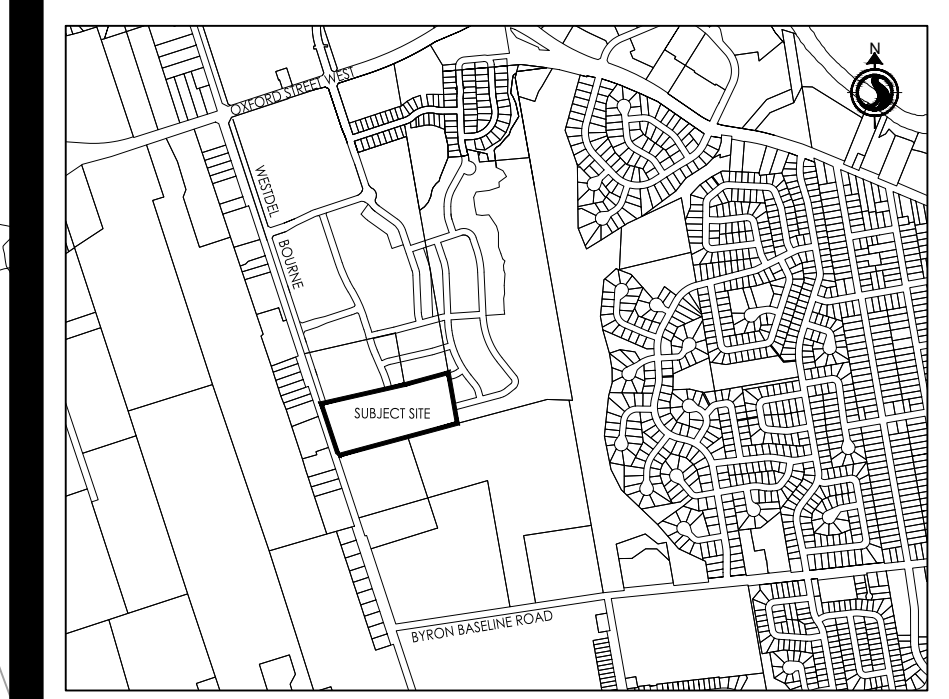 N
OXFORD STREET WEST
WESTDEL
BOURNE
SUBJECT SITE
BYRON BASELINE ROAD